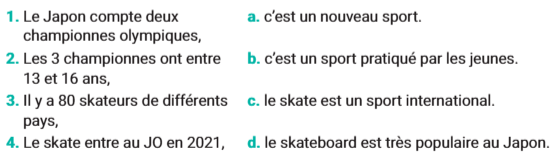 1. Le Japon compte deux championnes olympiques,
a. c'est un nouveau sport.
2. Les 3 championnes ont entre 13 et 16 ans,
b. c'est un sport pratiqué par les jeunes.
3. Il y a 80 skateurs de différents pays,
c. le skate est un sport international.
4. Le skate entre au JO en 2021,
d. le skateboard est très populaire au Japon.